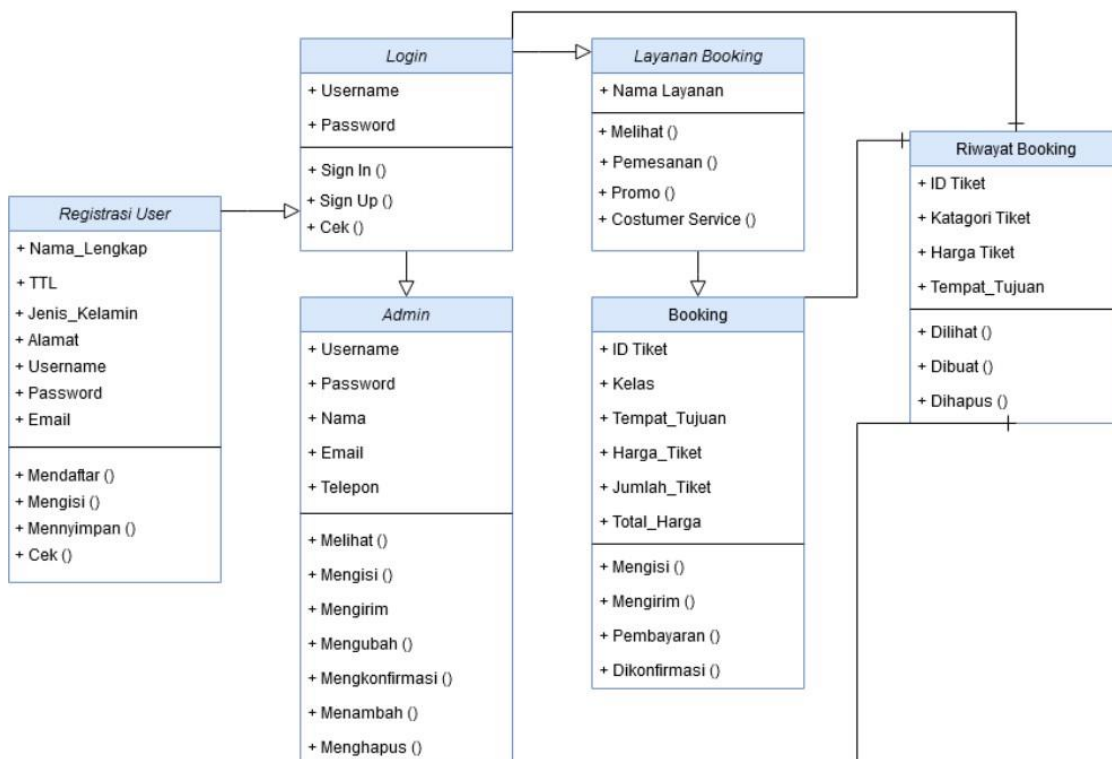 Login
+ Username
+ Password
+ Sign In ()
+ Sign Up ()
+ Cek ()
Layanan Booking
+ Nama Layanan
+ Melihat ()
+ Pemesanan ()
+ Promo ()
+ Costumer Service ()
Riwayat Booking
+ ID Tiket
+ Katagori Tiket
+ Harga Tiket
+ Tempat_Tujuan
+ Dilihat ()
+ Dibuat ()
+ Dihapus ()
Registrasi User
+ Nama_Lengkap
+ TTL
+ Jenis_Kelamin
+ Alamat
+ Username
+ Password
+ Email
+ Mendaftar ()
+ Mengisi ()
+ Mennyimpan ()
+ Cek ()
Admin
+ Username
+ Password
+ Nama
+ Email
+ Telepon
+ Melihat ()
+ Mengisi ()
+ Mengirim
+ Mengubah ()
+ Mengkonfirmasi ()
+ Menambah ()
+ Menghapus ()
Booking
+ ID Tiket
+ Kelas
+ Tempat_Tujuan
+ Harga_Tiket
+ Jumlah_Tiket
+ Total_Harga
+ Mengisi ()
+ Mengirim ()
+ Pembayaran ()
+ Dikonfirmasi ()